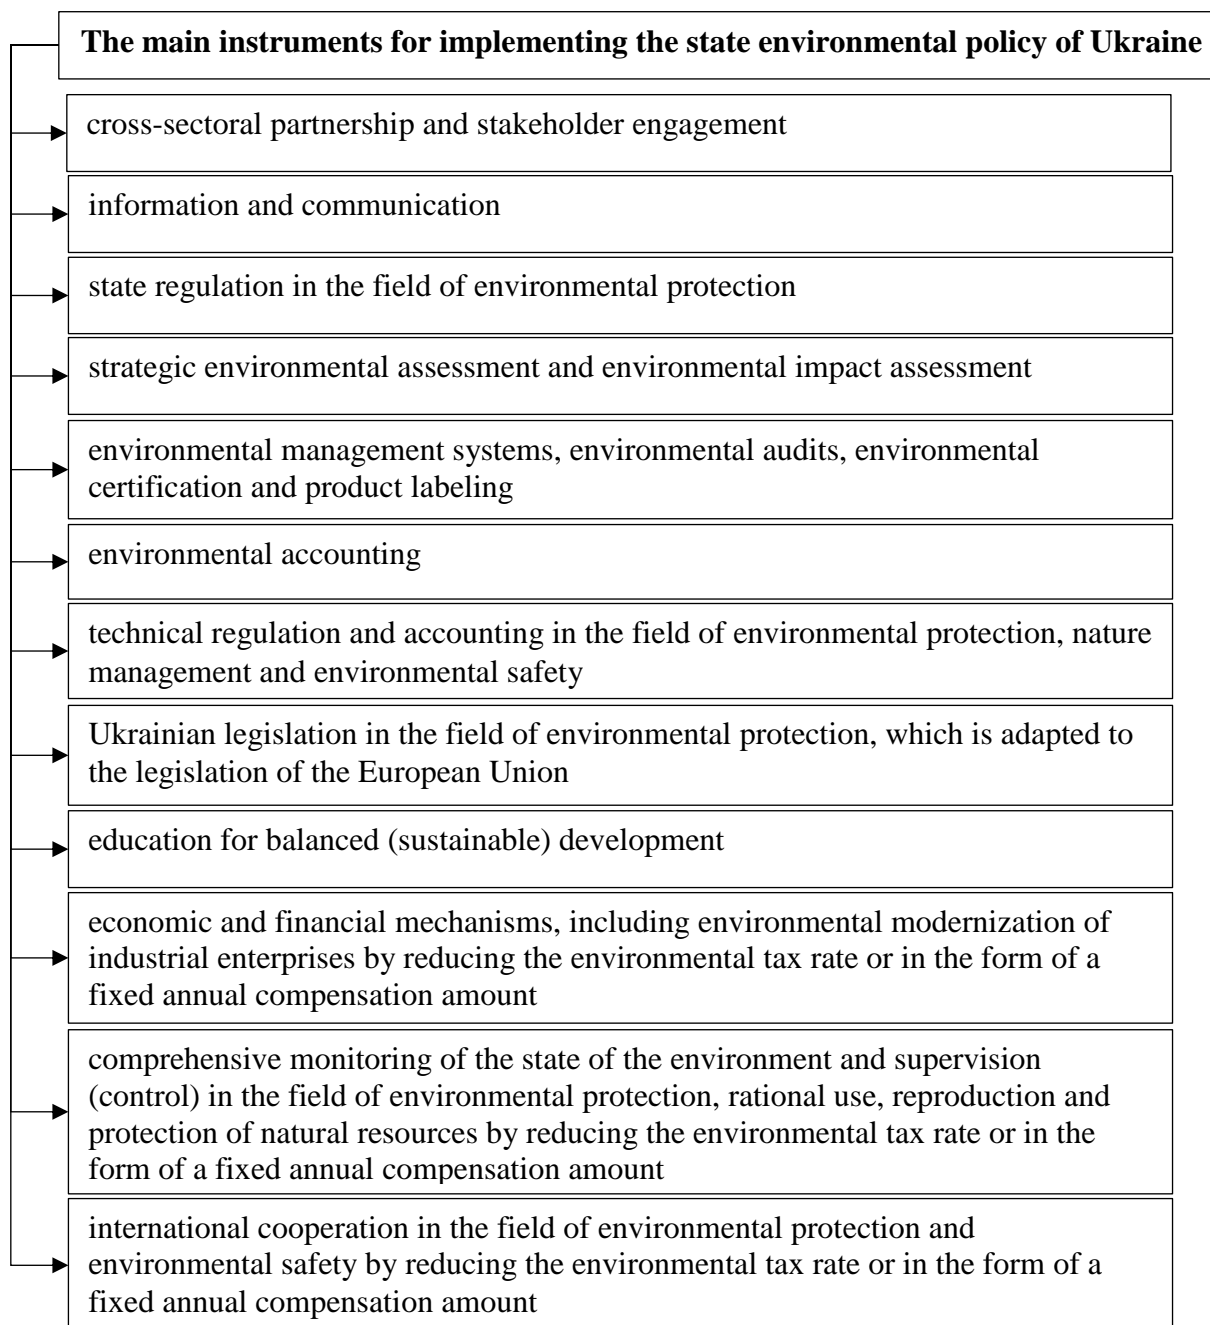 The main instruments for implementing the state environmental policy of Ukraine
cross-sectoral partnership and stakeholder engagement
information and communication
state regulation in the field of environmental protection
strategic environmental assessment and environmental impact assessment
environmental management systems, environmental audits, environmental
certification and product labeling
environmental accounting
technical regulation and accounting in the field of environmental protection, nature
management and environmental safety
Ukrainian legislation in the field of environmental protection, which is adapted to
the legislation of the European Union
education for balanced (sustainable) development
economic and financial mechanisms, including environmental modernization of
industrial enterprises by reducing the environmental tax rate or in the form of a
fixed annual compensation amount
comprehensive monitoring of the state of the environment and supervision
(control) in the field of environmental protection, rational use, reproduction and
protection of natural resources by reducing the environmental tax rate or in the
form of a fixed annual compensation amount
international cooperation in the field of environmental protection and
environmental safety by reducing the environmental tax rate or in the form of a
fixed annual compensation amount